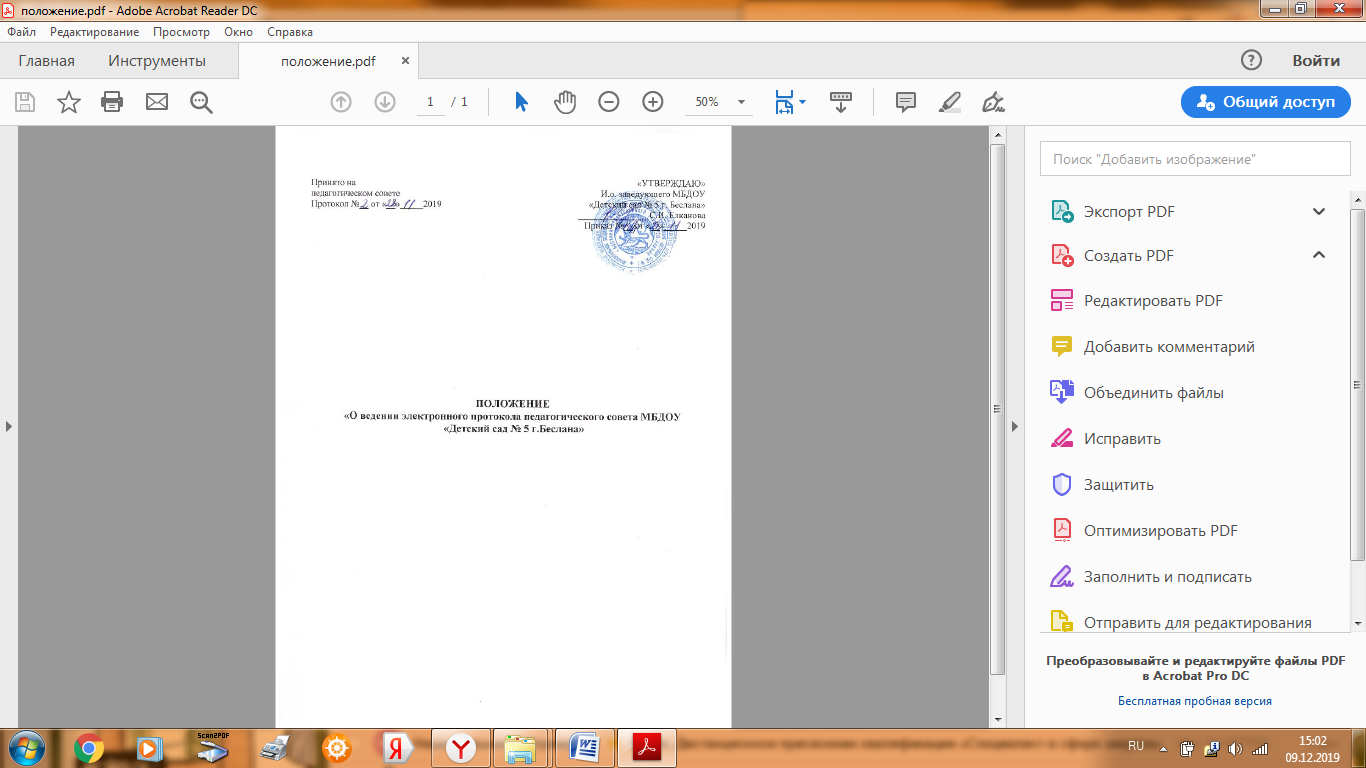 положение.pdf - Adobe Acrobat Reader DC
Файл Редактирование Просмотр Окно Справка
Главная Инструменты положение.pdf × ? Войти
1 / 1 50% Общий доступ
Принято на
педагогическом совете
Протокол № 2 от « » 11 2019
«УТВЕРЖДАЮ»
И.о. заведующего МБДОУ
«Детский сад № 5 г. Беслана»
С.И. Елканова
Приказ № от « » 11 2019
ПОЛОЖЕНИЕ
«О ведении электронного протокола педагогического совета МБДОУ
«Детский сад № 5 г.Беслана»
Поиск "Добавить изображение"
Экспорт PDF
Создать PDF
Редактировать PDF
Добавить комментарий
Объединить файлы
Исправить
Защитить
Оптимизировать PDF
Заполнить и подписать
Отправить для редактирования
Преобразовывайте и редактируйте файлы PDF
в Acrobat Pro DC
Бесплатная пробная версия
Scan2PDF
RU 15:02
09.12.2019